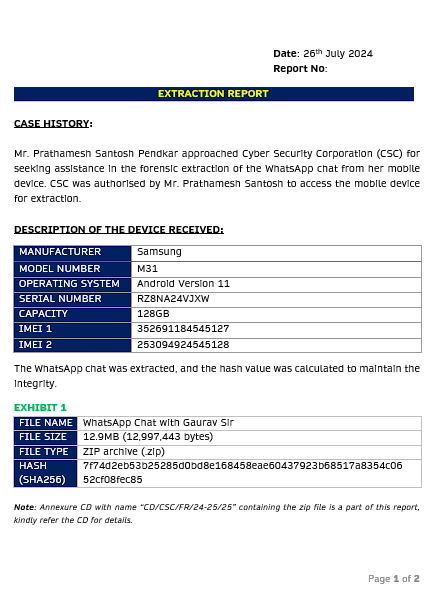 Date: 26th July 2024
Report No:
EXTRACTION REPORT
CASE HISTORY:
Mr. Prathamesh Santosh Pendkar approached Cyber Security Corporation (CSC) for
seeking assistance in the forensic extraction of the WhatsApp chat from her mobile
device. CSC was authorised by Mr. Prathamesh Santosh to access the mobile device
for extraction.
DESCRIPTION OF THE DEVICE RECEIVED:
MANUFACTURER Samsung
MODEL NUMBER M31
OPERATING SYSTEM Android Version 11
SERIAL NUMBER RZ8NA24VJXW
CAPACITY 128GB
IMEI 1 352691184545127
IMEI 2 253094924545128
The WhatsApp chat was extracted, and the hash value was calculated to maintain the
integrity.
EXHIBIT 1
FILE NAME WhatsApp Chat with Gaurav Sir
FILE SIZE 12.9MB (12,997,443 bytes)
FILE TYPE ZIP archive (.zip)
HASH 7f74d2eb53b25285d0bd8e168458eae60437923b68517a8354c06
(SHA256) 52cf08fec85
Note: Annexure CD with name “CD/CSC/FR/24-25/25” containing the zip file is a part of this report,
kindly refer the CD for details.
Page 1 of 2